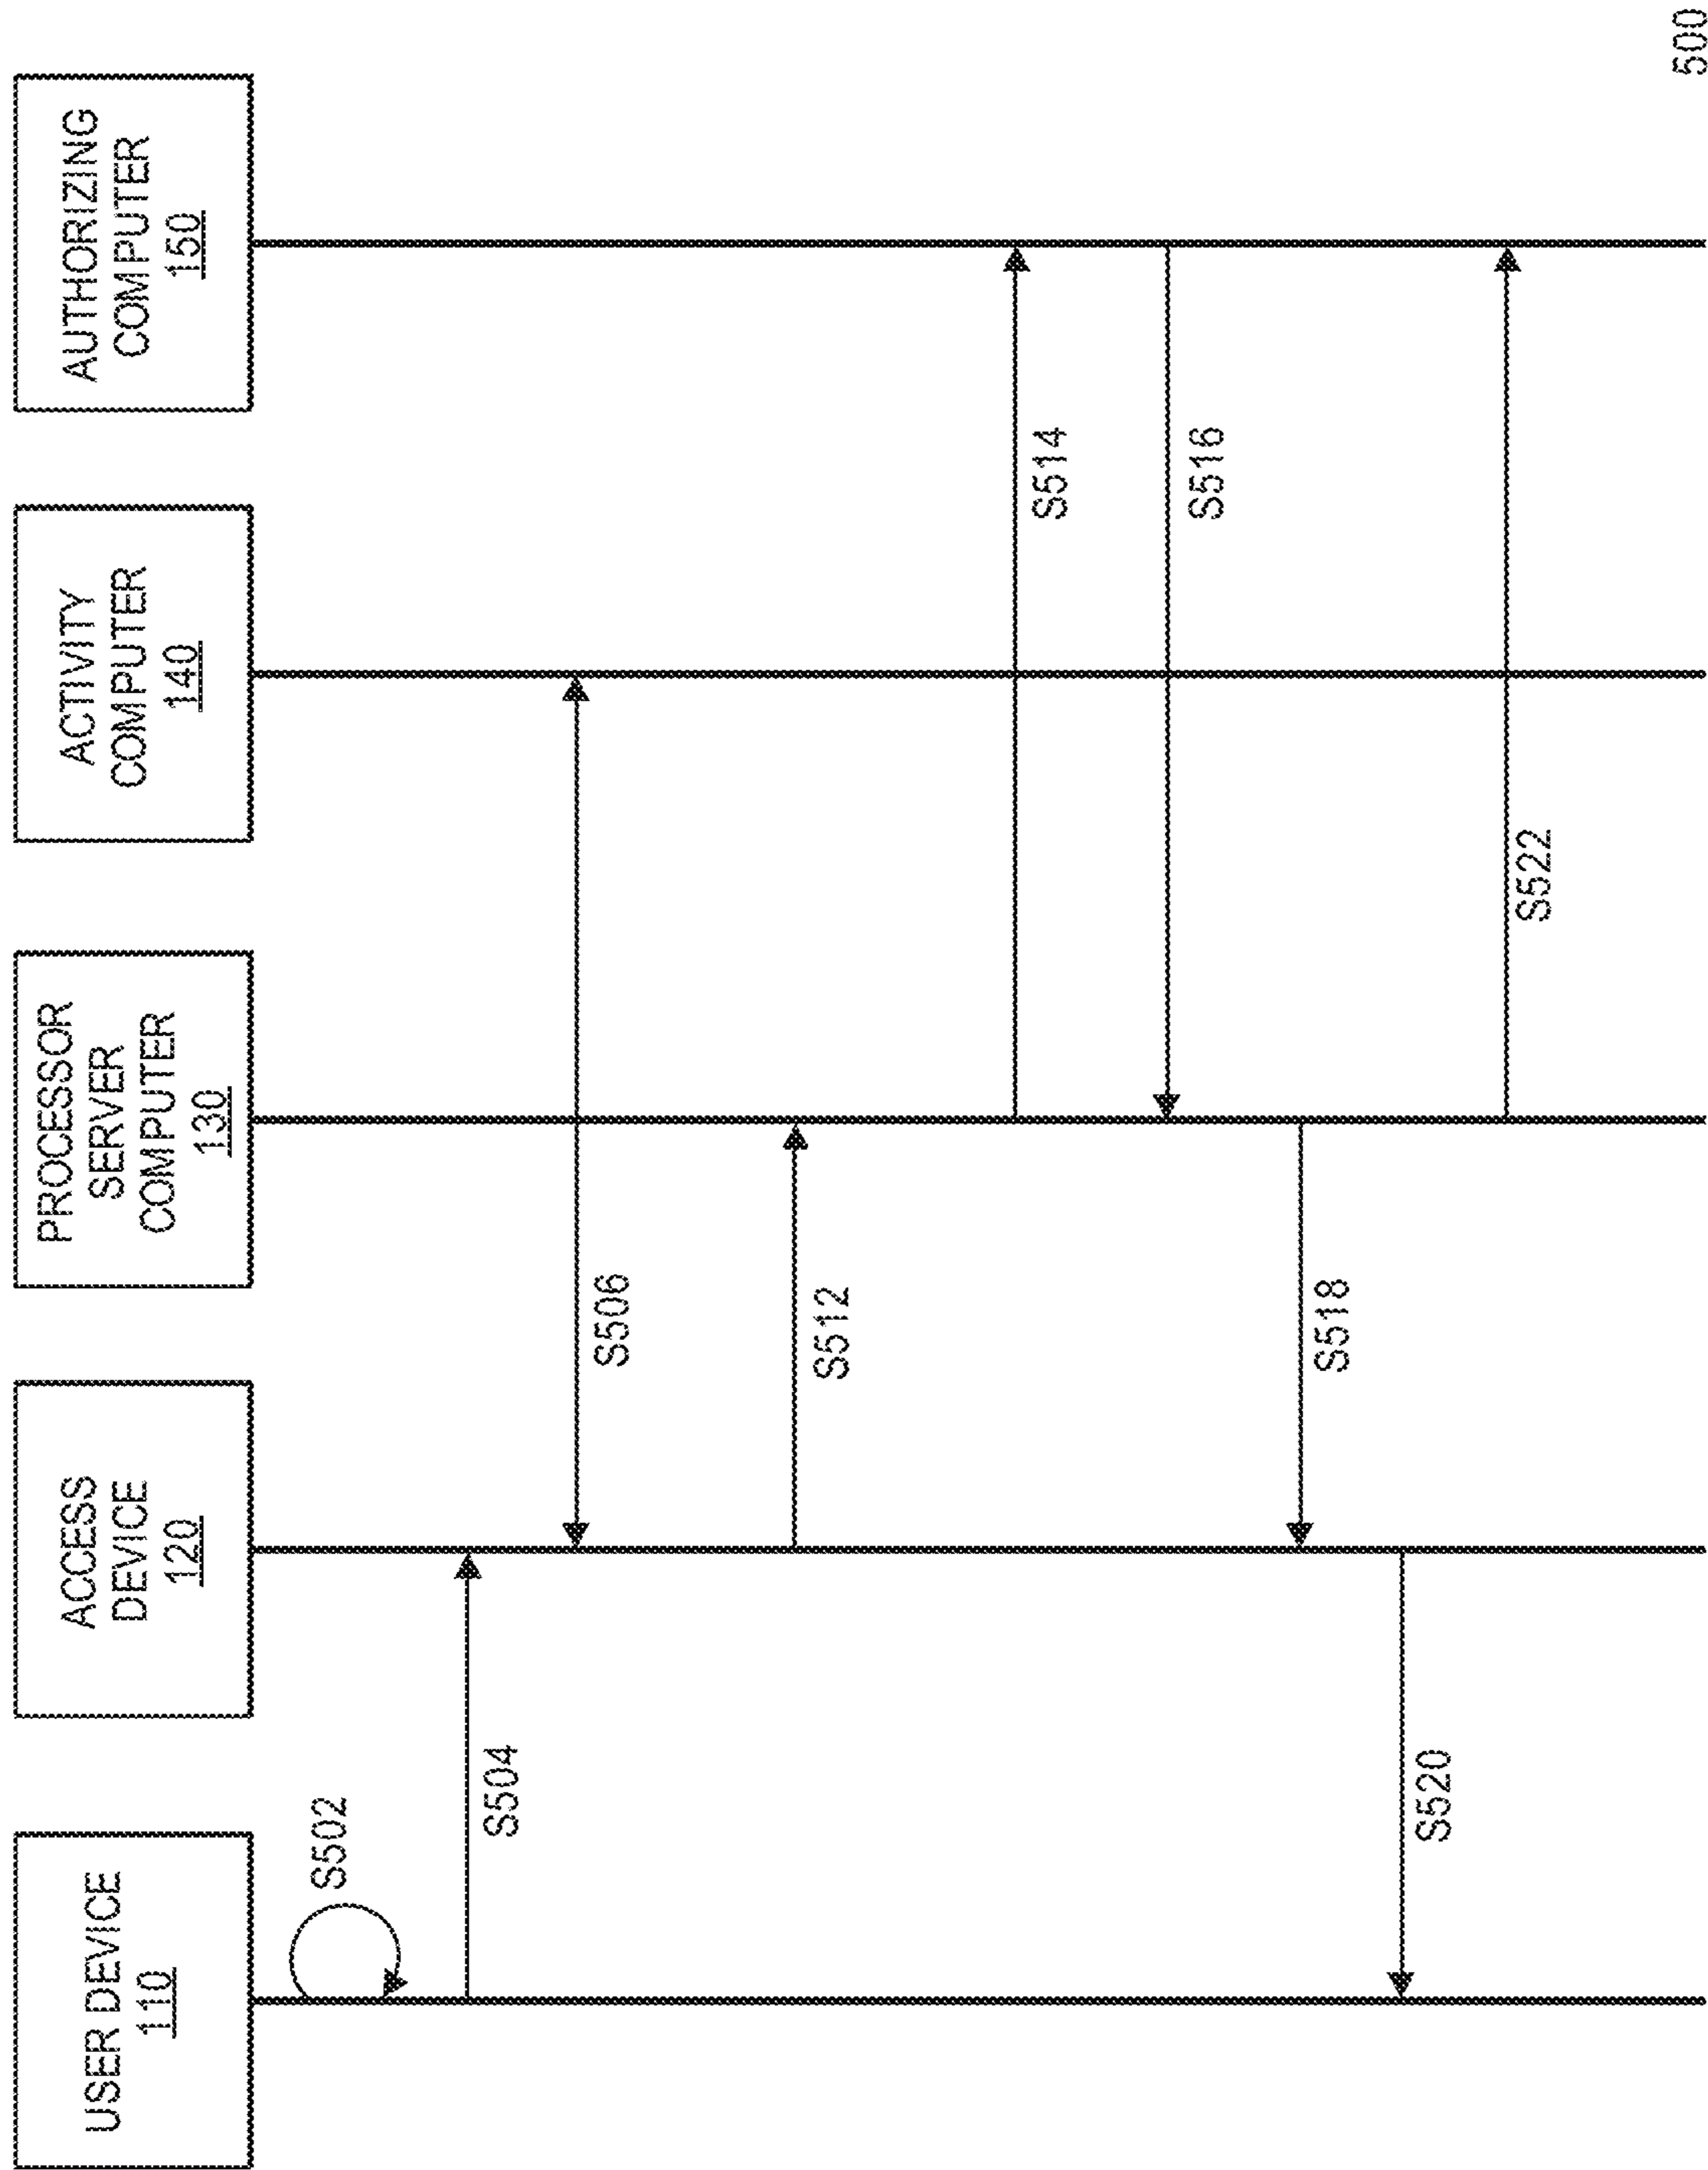 USER DEVICE
110
ACCESS
DEVICE
120
PROCESSOR
SERVER
COMPUTER
130
ACTIVITY
COMPUTER
140
AUTHORIZING
COMPUTER
150
S502
S504
S506
S512
S514
S516
S518
S520
S522
500